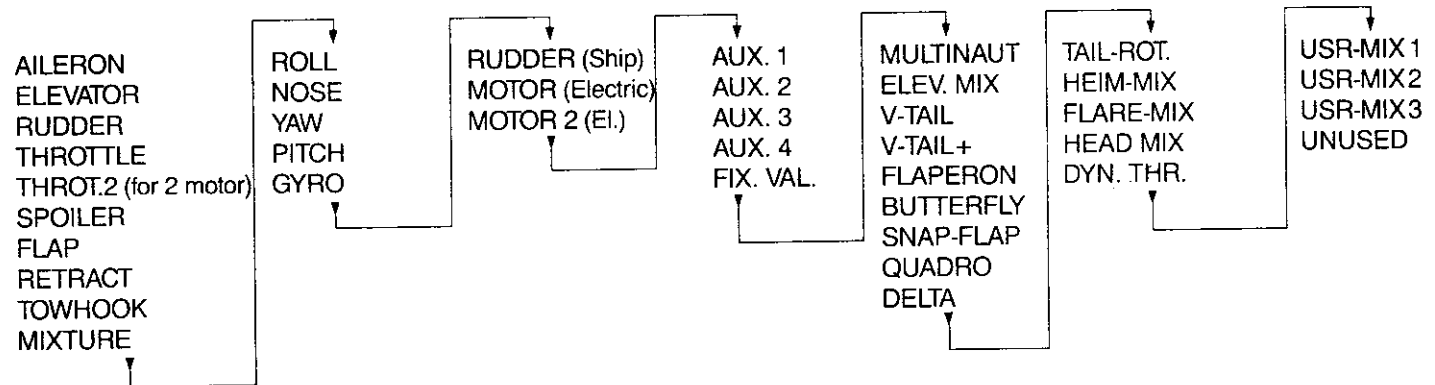 AILERON
ELEVATOR
RUDDER
THROTTLE
THROT.2 (for 2 motor)
SPOILER
FLAP
RETRACT
TOWHOOK
MIXTURE
ROLL
NOSE
YAW
PITCH
GYRO
RUDDER (Ship)
MOTOR (Electric)
MOTOR 2 (El.)
AUX. 1
AUX. 2
AUX. 3
AUX. 4
FIX. VAL.
MULTINAUT
ELEV. MIX
V-TAIL
V-TAIL+
FLAPERON
BUTTERFLY
SNAP-FLAP
QUADRO
DELTA
TAIL-ROT.
HEIM-MIX
FLARE-MIX
HEAD MIX
DYN. THR.
USR-MIX 1
USR-MIX2
USR-MIX3
UNUSED